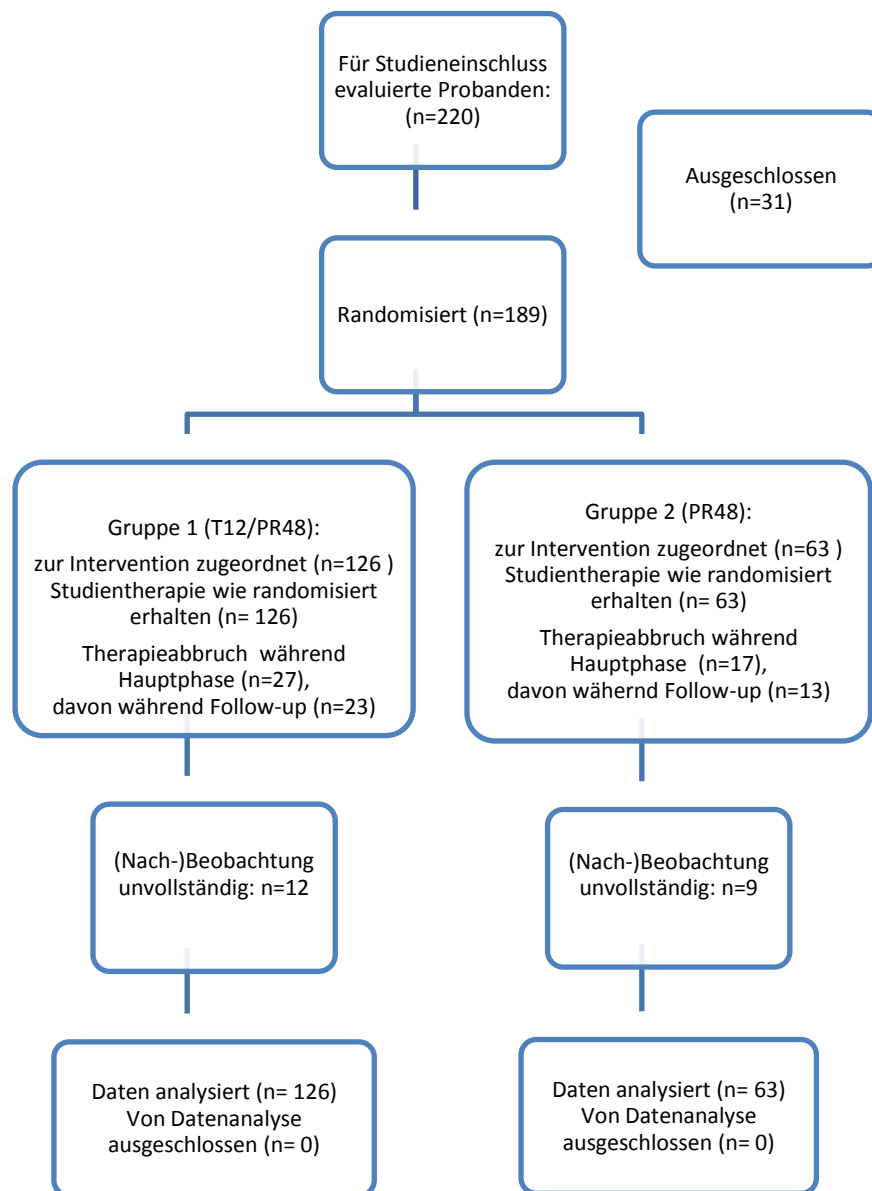 Für Studieneinschluss
evaluierte Probanden:
(n=220)
Ausgeschlossen
(n=31)
Randomisiert (n=189)
Gruppe 1 (T12/PR48):
zur Intervention zugeordnet (n=126 )
Studientherapie wie randomisiert
erhalten (n= 126)
Therapieabbruch während
Hauptphase (n=27),
davon während Follow-up (n=23)
Gruppe 2 (PR48):
zur Intervention zugeordnet (n=63 )
Studientherapie wie randomisiert
erhalten (n= 63)
Therapieabbruch während
Hauptphase (n=17),
davon währnd Follow-up (n=13)
(Nach-)Beobachtung
unvollständig: n=12
(Nach-)Beobachtung
unvollständig: n=9
Daten analysiert (n= 126)
Von Datenanalyse
ausgeschlossen (n= 0)
Daten analysiert (n= 63)
Von Datenanalyse
ausgeschlossen (n= 0)